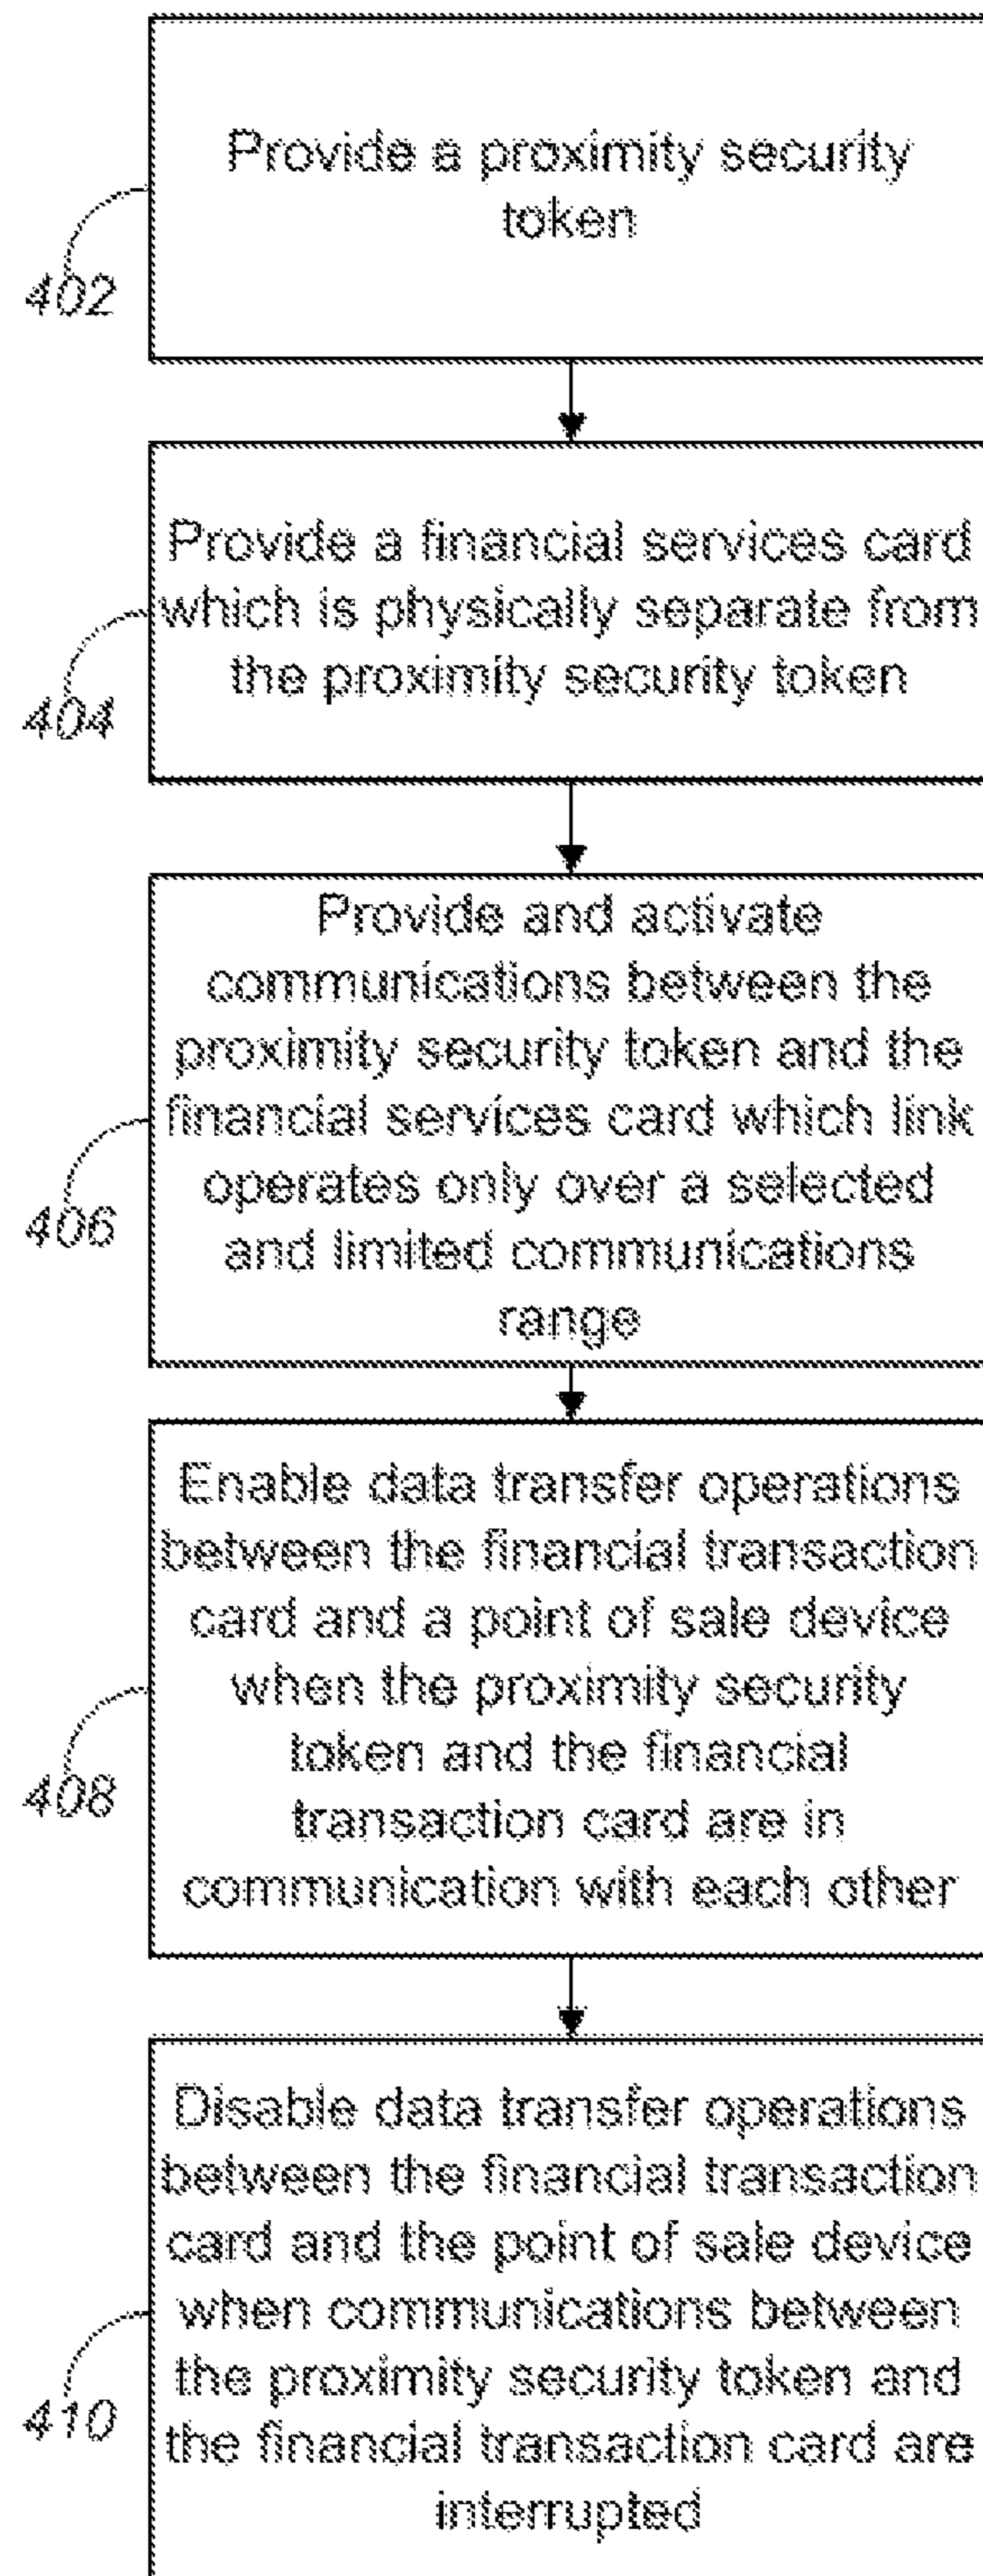 Provide a proximity security
token
402
Provide a financial services card
which is physically separate from
the proximity security token
404
Provide and activate
communications between the
proximity security token and the
financial services card which link
operates only over a selected
and limited communications
range
406
Enable data transfer operations
between the financial transaction
card and a point of sale device
when the proximity security
token and the financial
transaction card are in
communication with each other
408
Disable data transfer operations
between the financial transaction
card and the point of sale device
when communications between
the proximity security token and
the financial transaction card are
interrupted
410